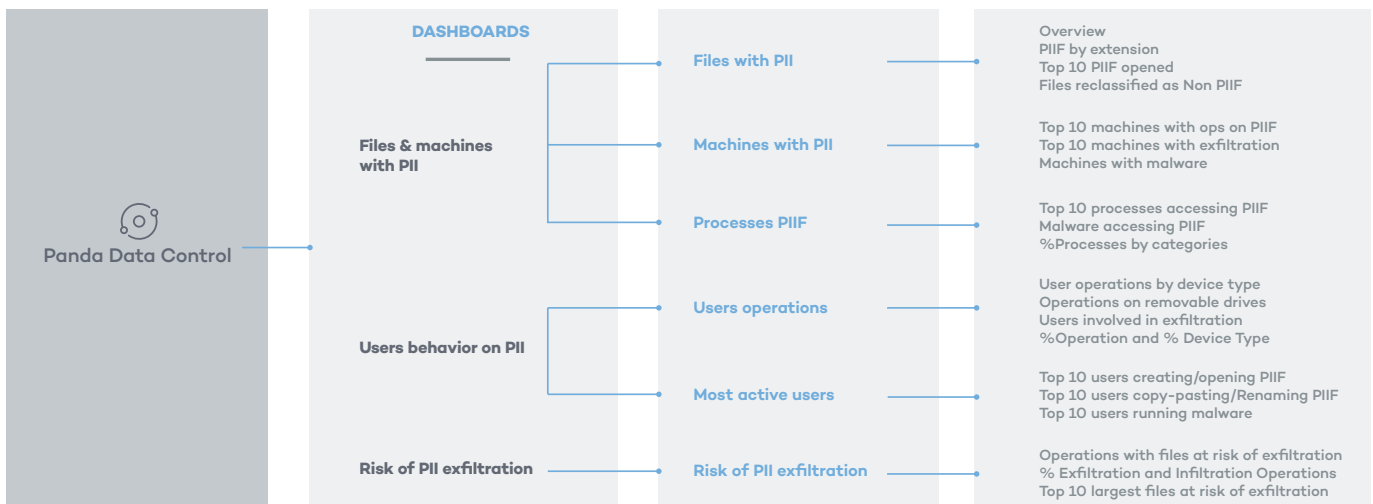 Panda Data Control
DASHBOARDS
Files & machines
with PII
Users behavior on PII
Risk of PII exfiltration
Files with PII
Machines with PII
Processes PIIF
Users operations
Most active users
Risk of PII exfiltration
Overview
PIIF by extension
Top 10 PIIF opened
Files reclassified as Non PIIF
Top 10 machines with ops on PIIF
Top 10 machines with exfiltration
Machines with malware
Top 10 processes accessing PIIF
Malware accessing PIIF
%Processes by categories
User operations by device type
Operations on removable drives
Users involved in exfiltration
%Operation and % Device Type
Top 10 users creating/opening PIIF
Top 10 users copy-pasting/Renaming PIIF
Top 10 users running malware
Operations with files at risk of exfiltration
% Exfiltration and Infiltration Operations
Top 10 largest files at risk of exfiltration